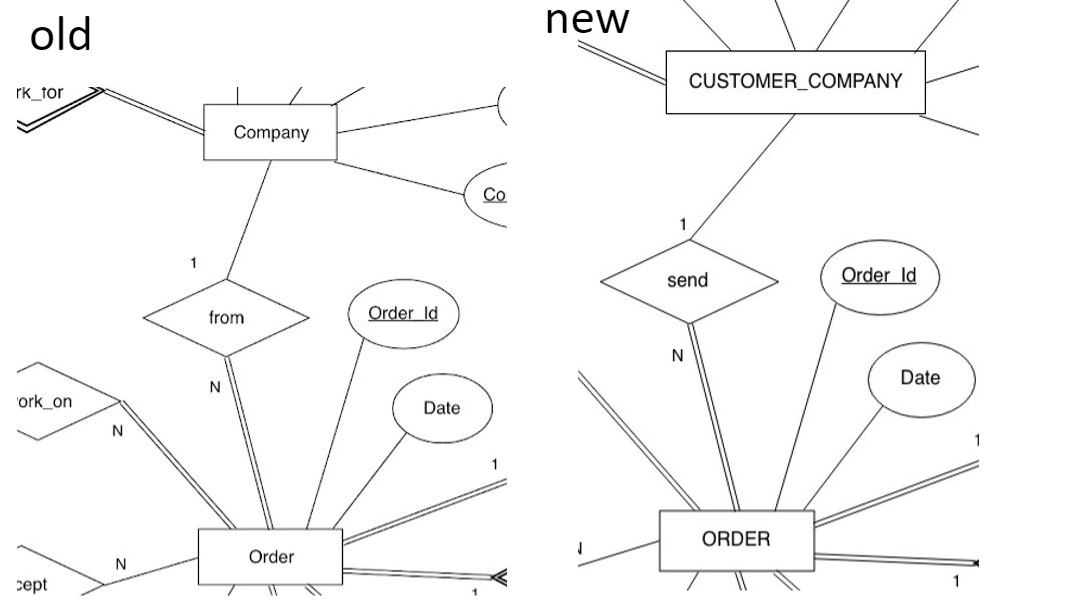 old
rk_for
Company
Co
1
from
Order_Id
N
ork_on
N
Date
1
N
Order
cept
1
new
CUSTOMER_COMPANY
1
send
Order_Id
N
Date
1
ORDER
N
1